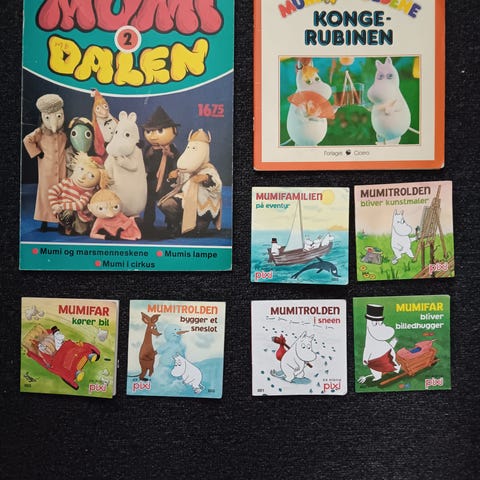 MUMI
2
DALEN
16.75
Mumi og marsmenneskene
Mumis lampe
Mumi i cirkus
KONGE-
RUBINEN
Forlaget Cicero
MUMIFAMILIEN
på eventyr
pixi
MUMITROLDEN
bliver kunstmaler
pixi
MUMIFAR
kører bil
pixi
MUMITROLDEN
bygger et
sneslot
pixi
MUMITROLDEN
i sneen
pixi
MUMIFAR
bliver
billedhugger
pixi